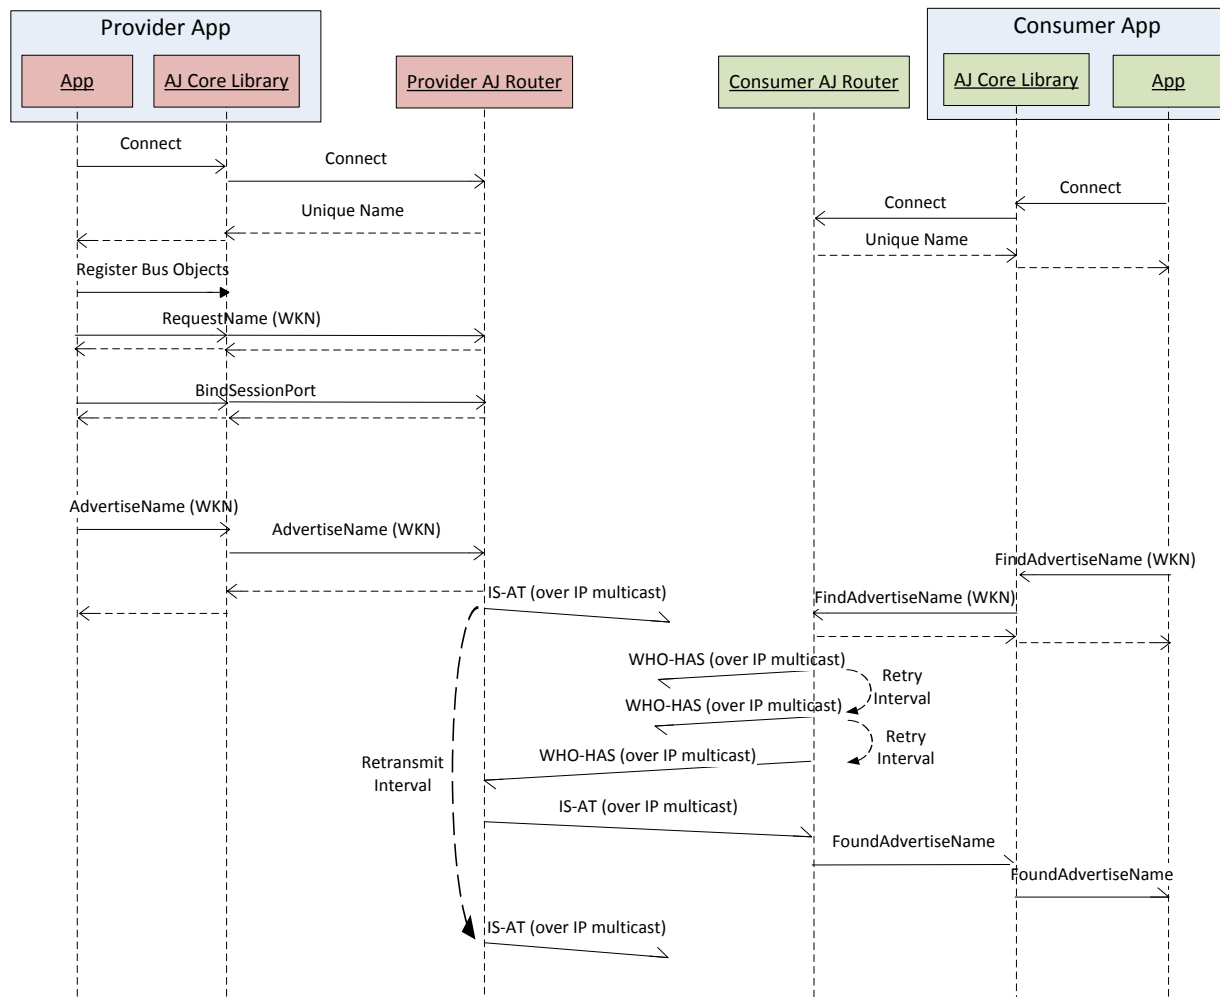 Provider App
Consumer App
App
AJ Core Library
Provider AJ Router
Consumer AJ Router
AJ Core Library
App
Connect
Connect
Unique Name
Connect
Connect
Unique Name
Register Bus Objects
RequestName (WKN)
BindSessionPort
AdvertiseName (WKN)
AdvertiseName (WKN)
FindAdvertiseName (WKN)
IS-AT (over IP multicast)
FindAdvertiseName (WKN)
WHO-HAS (over IP multicast)
Retry
Interval
WHO-HAS (over IP multicast)
Retry
Interval
WHO-HAS (over IP multicast)
Retransmit
Interval
IS-AT (over IP multicast)
FoundAdvertiseName
FoundAdvertiseName
IS-AT (over IP multicast)